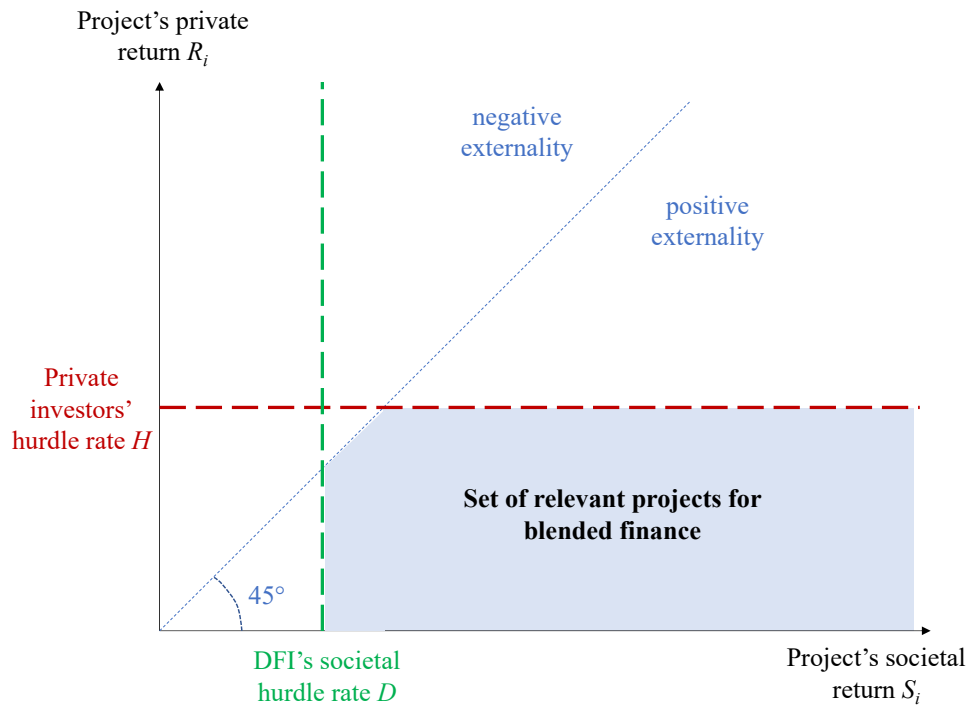 Project's private
return Rᵢ
negative
externality
positive
externality
Private
investors'
hurdle rate H
Set of relevant projects for
blended finance
45°
DFI's societal
hurdle rate D
Project's societal
return Sᵢ